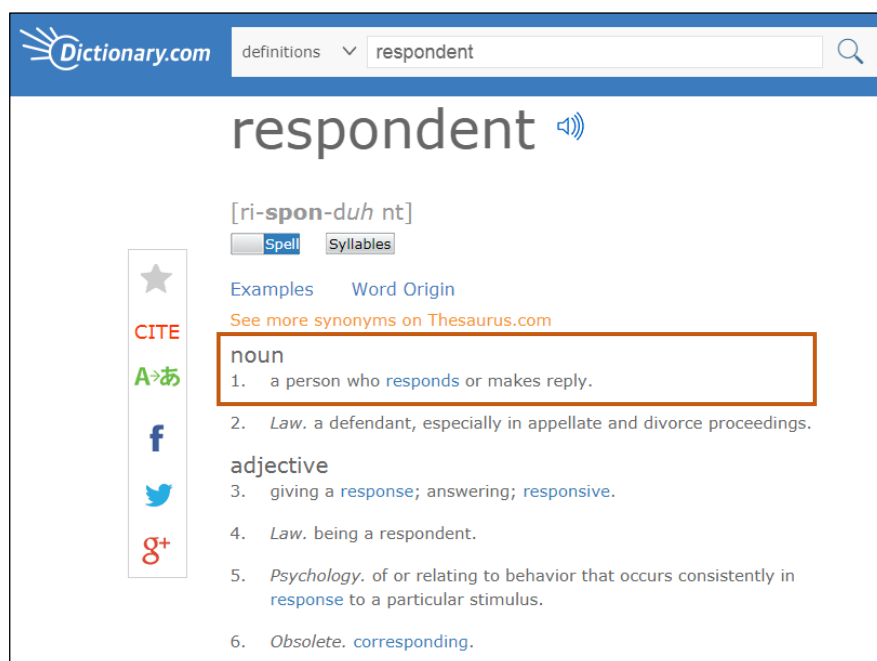 Dictionary.com definitions respondent
respondent
[ri-spon-duh nt]
Spell Syllables
Examples Word Origin
See more synonyms on Thesaurus.com
CITE
A→あ
f
g+
noun
1. a person who responds or makes reply.
2. Law. a defendant, especially in appellate and divorce proceedings.
adjective
3. giving a response; answering; responsive.
4. Law. being a respondent.
5. Psychology. of or relating to behavior that occurs consistently in
response to a particular stimulus.
6. Obsolete. corresponding.